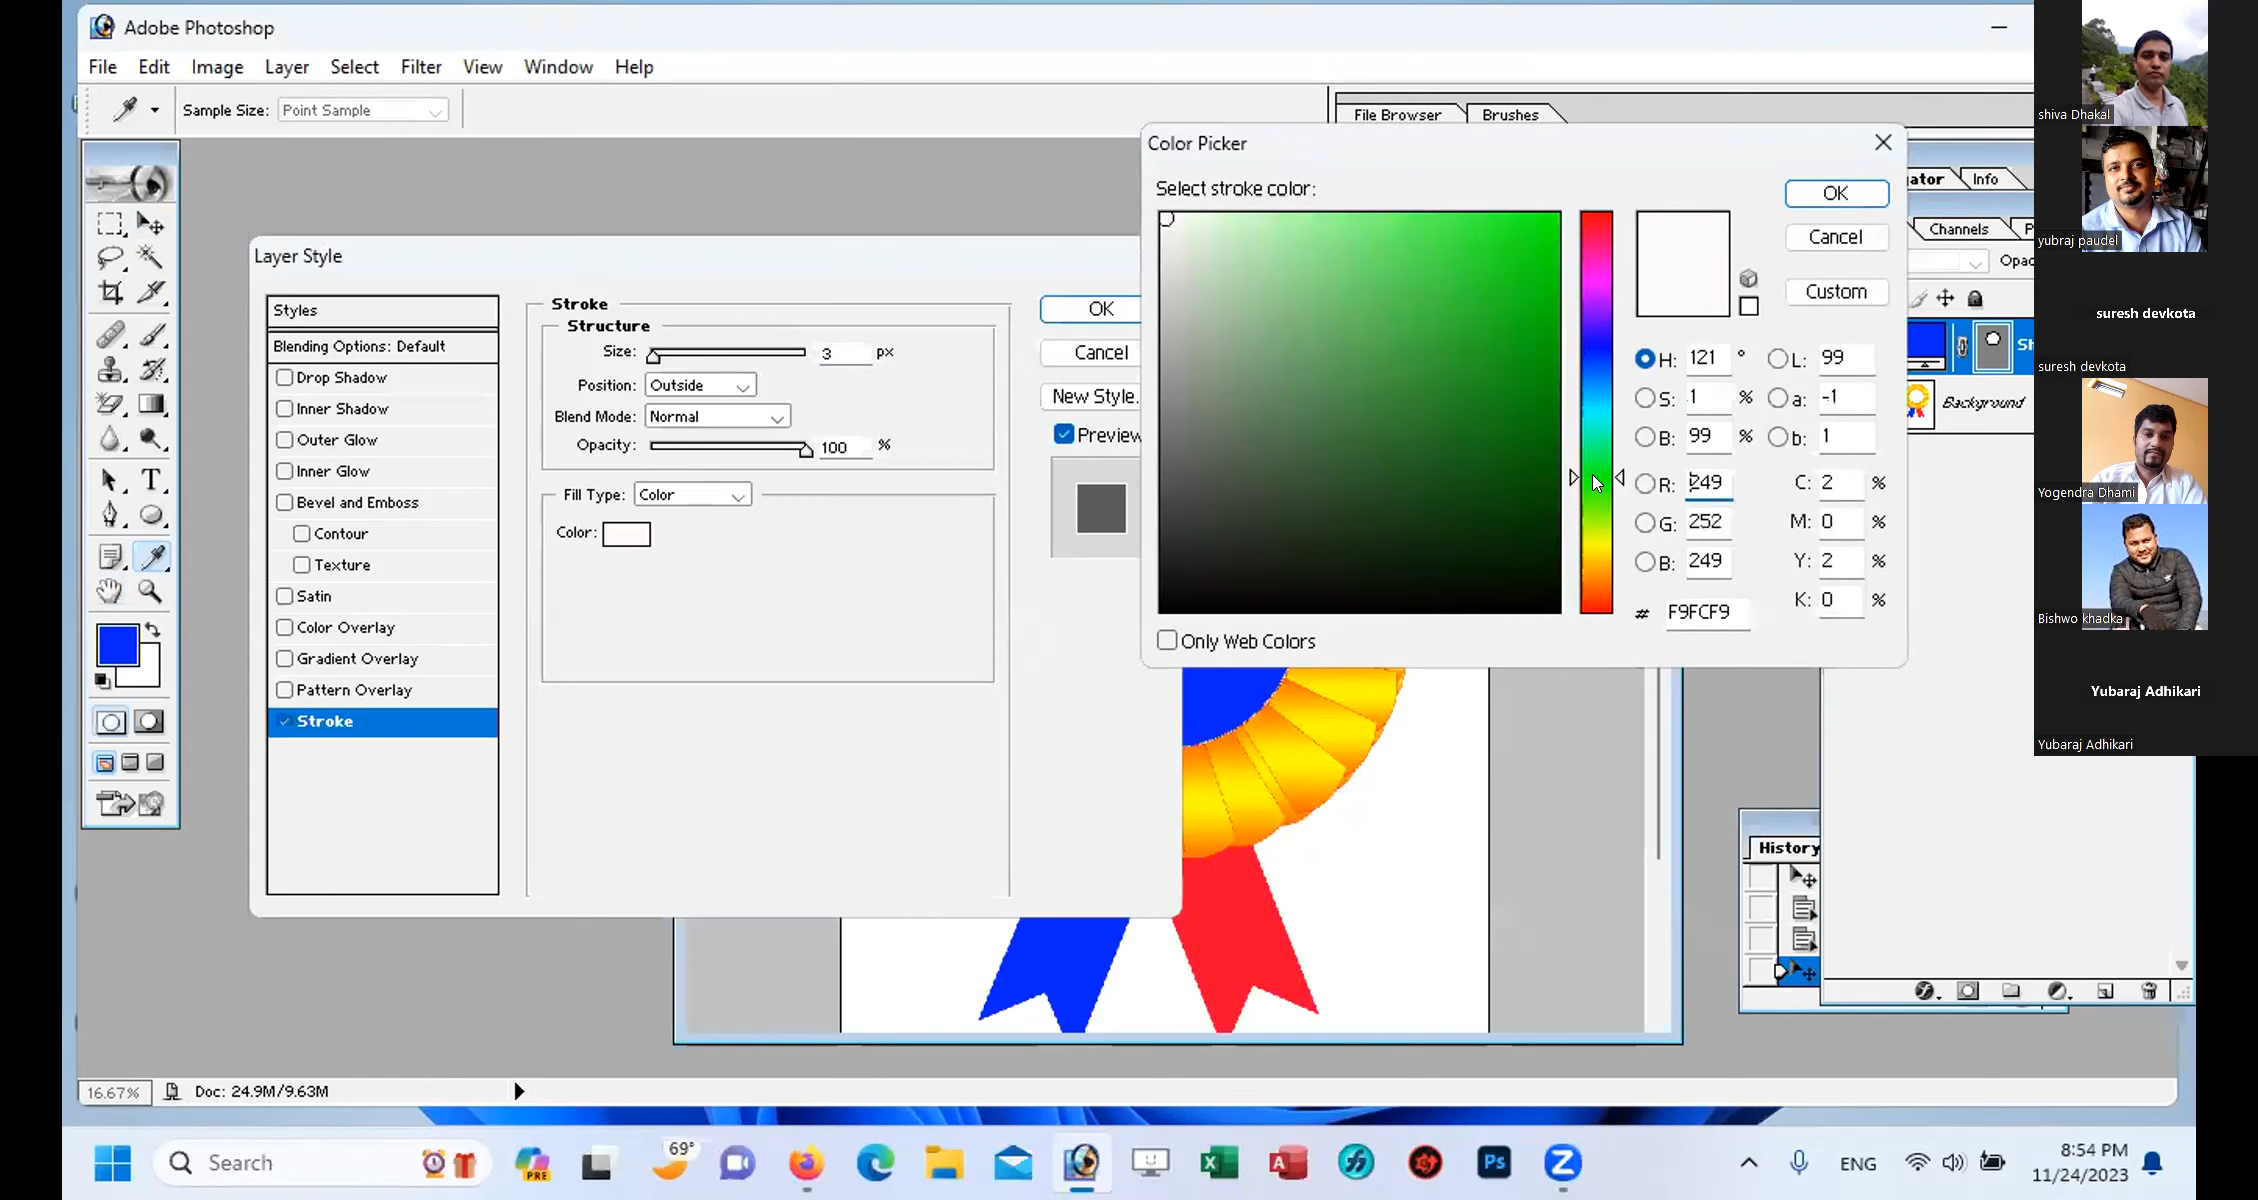 Adobe Photoshop
File Edit Image Layer Select Filter View Window Help
Sample Size: Point Sample
File Browser Brushes
Layer Style
Styles
Blending Options: Default
Drop Shadow
Inner Shadow
Outer Glow
Inner Glow
Bevel and Emboss
Contour
Texture
Satin
Color Overlay
Gradient Overlay
Pattern Overlay
Stroke
Stroke
Structure
Size: 3 px
Position: Outside
Blend Mode: Normal
Opacity: 100 %
Fill Type: Color
Color:
OK
Cancel
New Style.
Preview
Color Picker
Select stroke color:
OK
Cancel
Custom
H: 121 °
S: 1 %
B: 99 %
R: 249
G: 252
B: 249
# F9FCF9
L: 99
a: -1
b: 1
C: 2 %
M: 0 %
Y: 2 %
K: 0 %
Only Web Colors
ator Info
Channels P
Opac
Sh
Background
History
shiva Dhakal
yubraj paudel
suresh devkota
suresh devkota
Yogendra Dhami
Bishwo khadka
Yubaraj Adhikari
Yubaraj Adhikari
16.67% Doc: 24.9M/9.63M
Search
PRE
69°
Ps
ENG
8:54 PM
11/24/2023